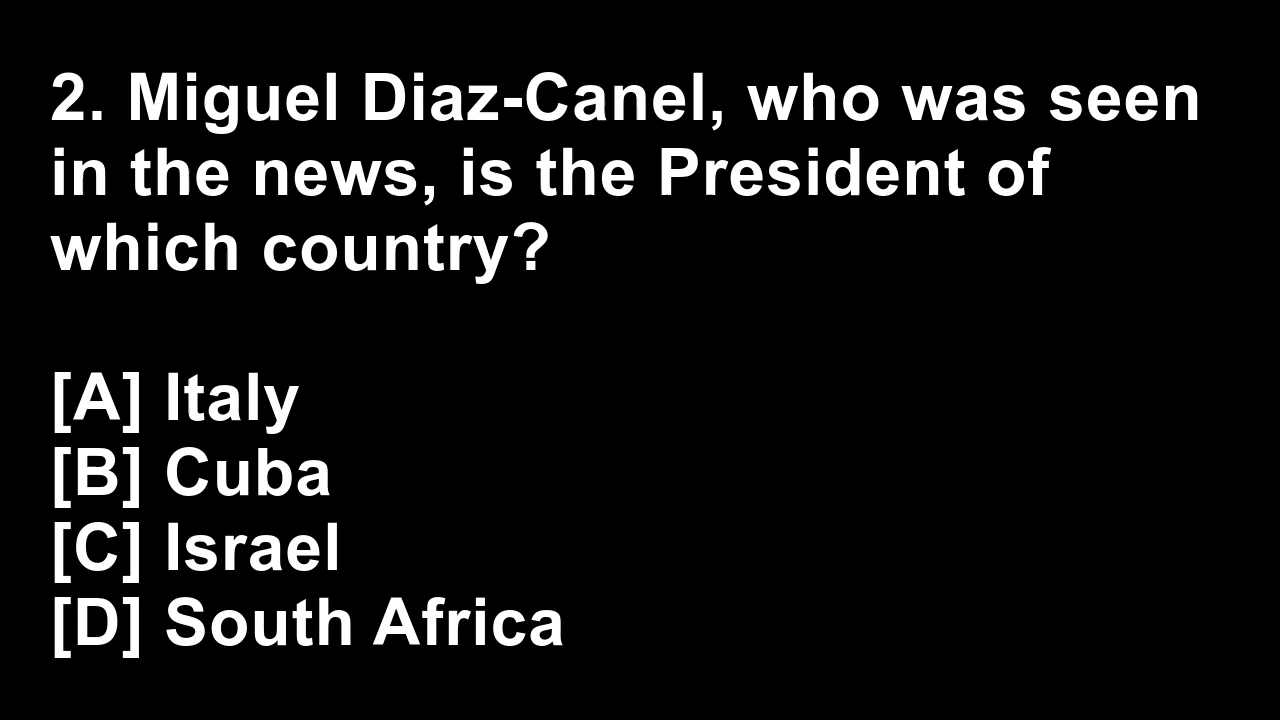 2. Miguel Diaz-Canel, who was seen
in the news, is the President of
which country?
[A] Italy
[B] Cuba
[C] Israel
[D] South Africa